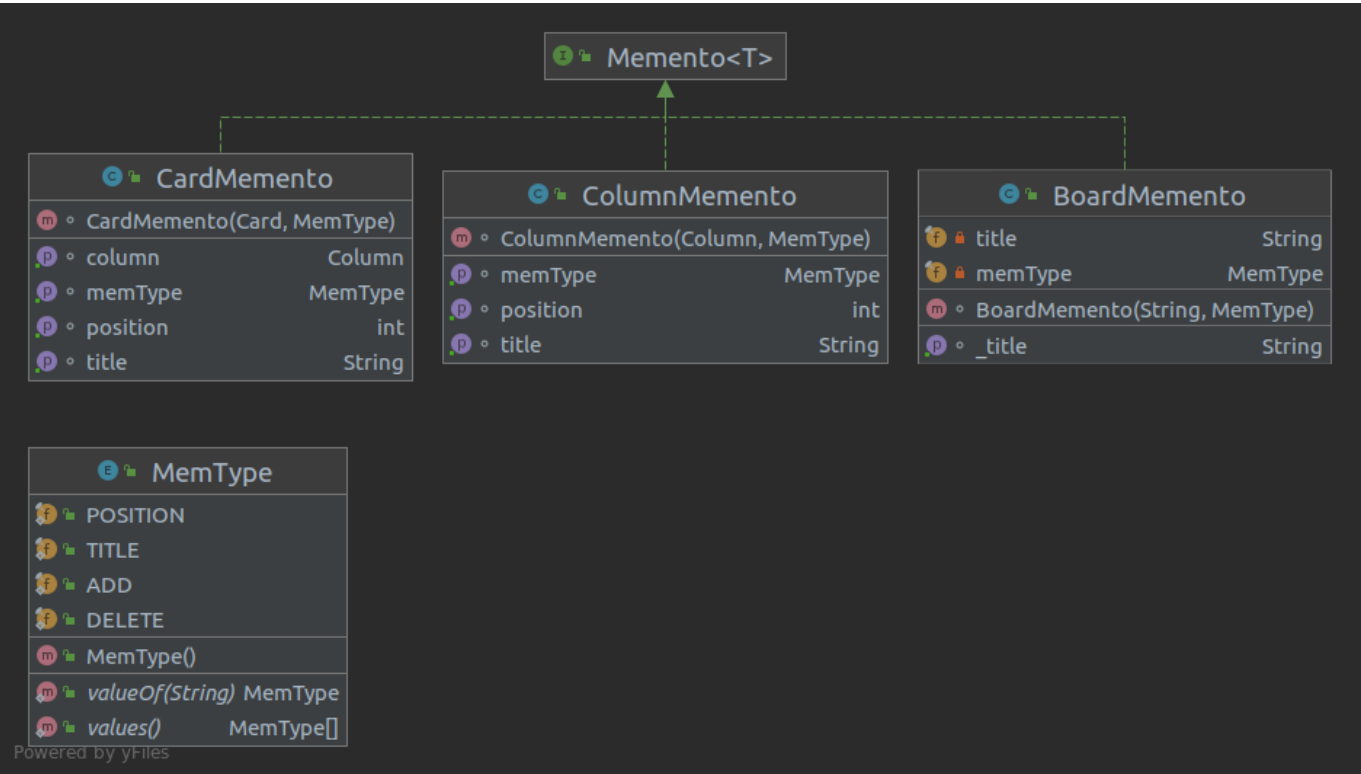 Memento<T>
CardMemento
CardMemento(Card, MemType)
column Column
memType MemType
position int
title String
ColumnMemento
ColumnMemento(Column, MemType)
memType MemType
position int
title String
BoardMemento
title String
memType MemType
BoardMemento(String, MemType)
_title String
MemType
POSITION
TITLE
ADD
DELETE
MemType()
valueOf(String) MemType
values() MemType[]
Powered by yFiles